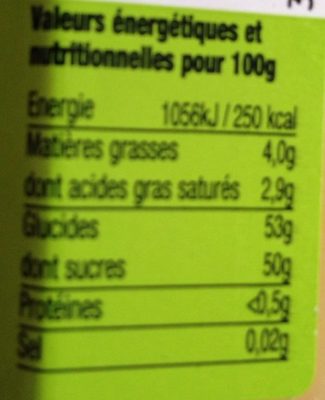 Valeurs énergétiques et
nutritionnelles pour 100g
Energie 1056kJ / 250 kcal
Matières grasses 4,0g
dont acides gras saturés 2,9g
Glucides 53g
dont sucres 50g
Protéines <0,5g
Sel 0,02g